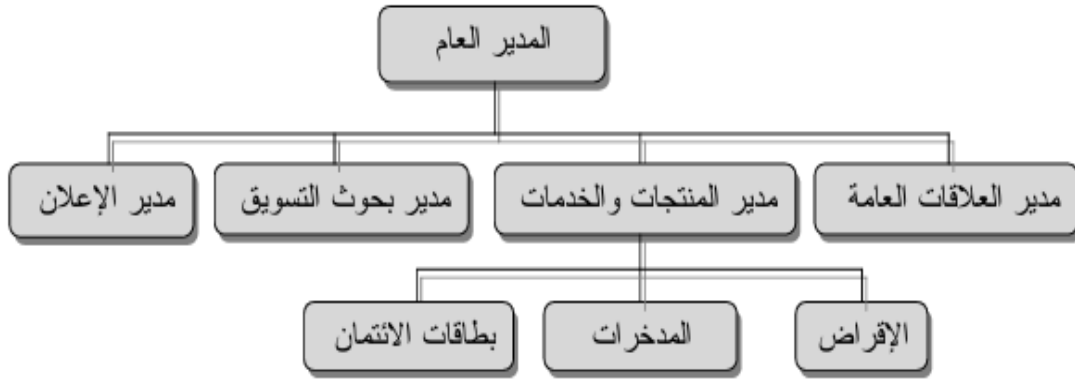 المدير العام
مدير العلاقات العامة
مدير المنتجات والخدمات
مدير بحوث التسويق
مدير الإعلان
الإقراض
المدخرات
بطاقات الائتمان